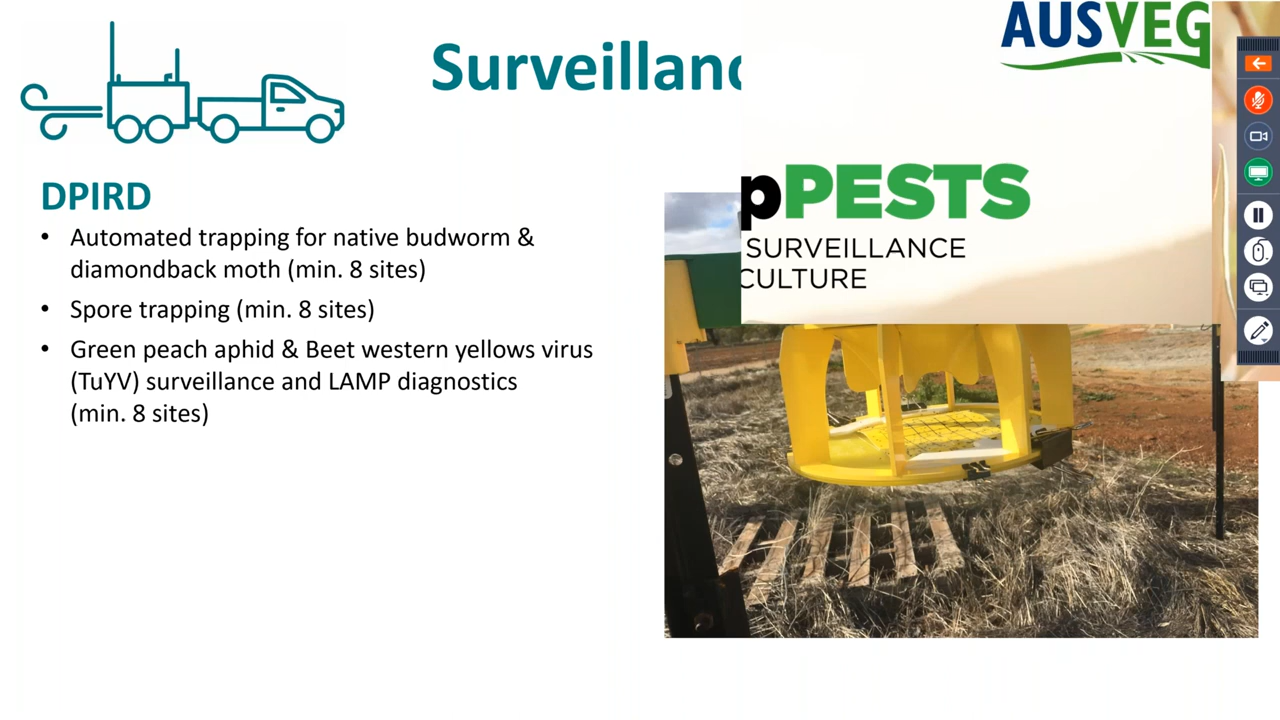 Surveillanc
AUSVEG
pPESTS
SURVEILLANCE
CULTURE
DPIRD
• Automated trapping for native budworm &
diamondback moth (min. 8 sites)
• Spore trapping (min. 8 sites)
• Green peach aphid & Beet western yellows virus
(TuYV) surveillance and LAMP diagnostics
(min. 8 sites)